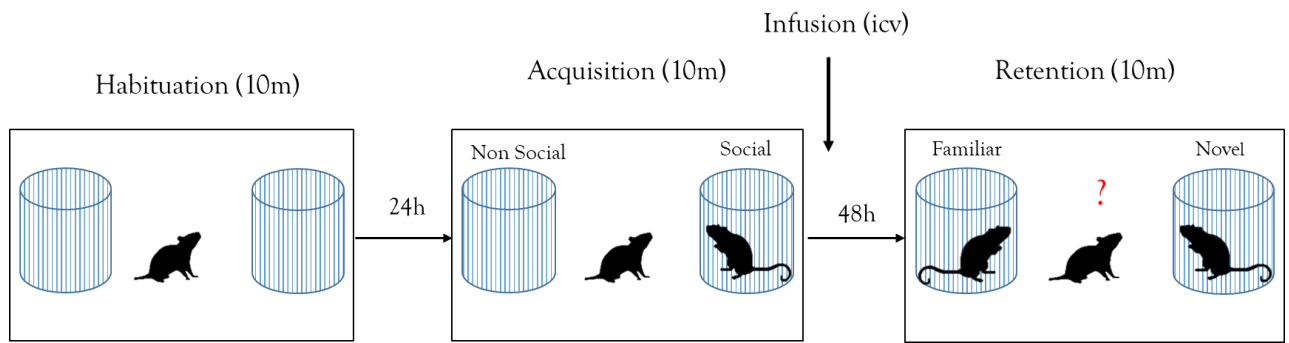 Infusion (icv)
Habituation (10m)
Acquisition (10m)
Retention (10m)
Non Social
Social
Familiar
Novel
?
24h
48h